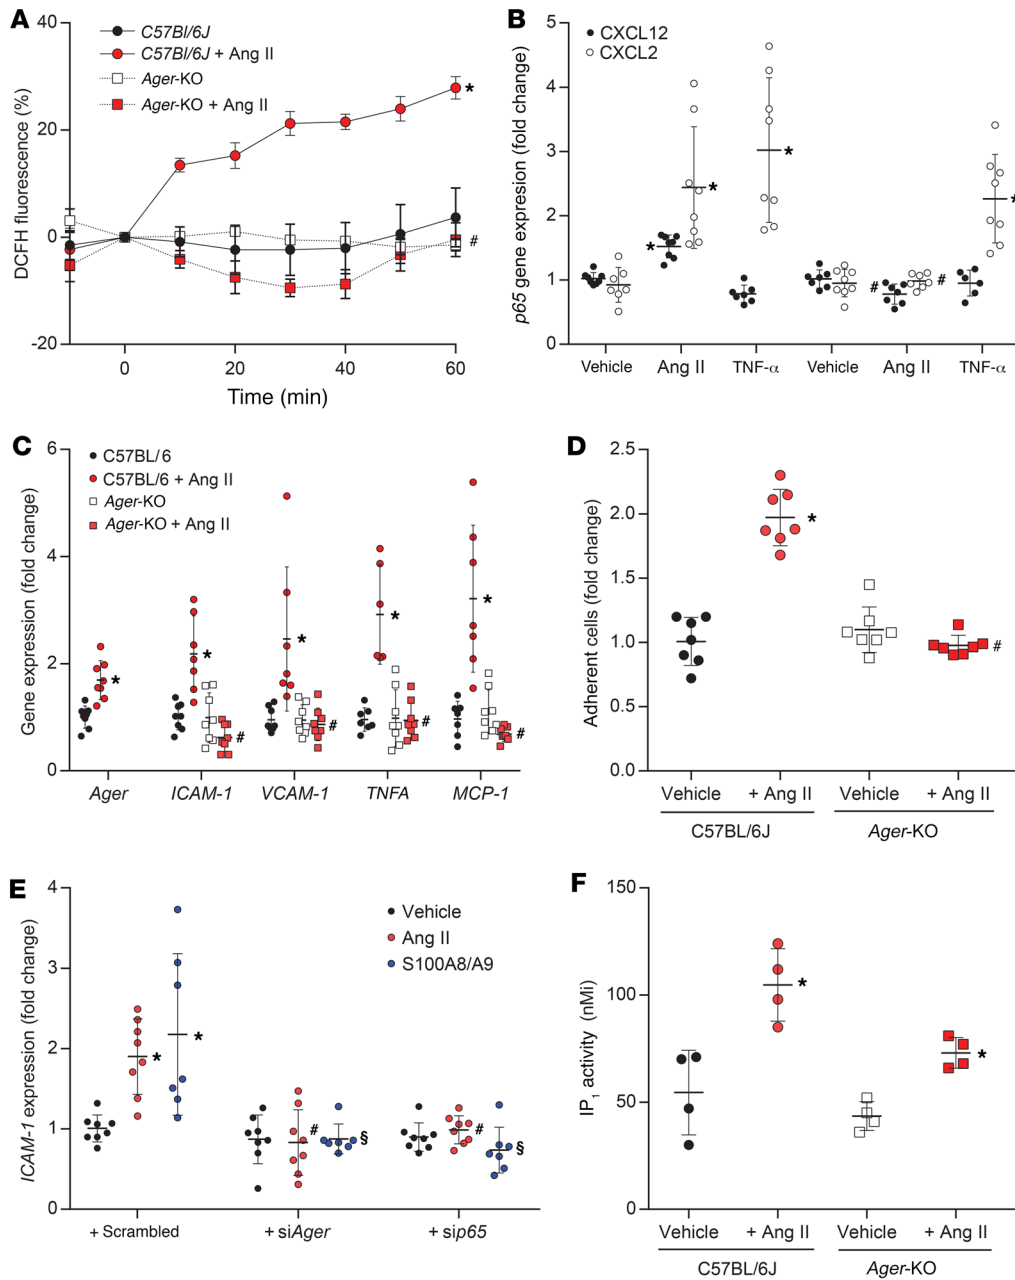 A
40
20
0
-20
DCFH fluorescence (%)
C57Bl/6J
C57Bl/6J + Ang II
Ager-KO
Ager-KO + Ang II
*
#
0
20
40
60
Time (min)
B
5
4
3
2
1
0
p65 gene expression (fold change)
CXCL12
CXCL2
*
*
*
#
#
*
Vehicle
Ang II
TNF-α
Vehicle
Ang II
TNF-α
C
6
4
2
0
Gene expression (fold change)
C57BL/6
C57BL/6 + Ang II
Ager-KO
Ager-KO + Ang II
*
*
#
*
#
*
#
*
#
Ager
ICAM-1
VCAM-1
TNFA
MCP-1
D
2.5
2.0
1.5
1.0
0.5
0.0
Adherent cells (fold change)
*
#
Vehicle
+ Ang II
Vehicle
+ Ang II
C57BL/6J
Ager-KO
E
4
3
2
1
0
ICAM-1 expression (fold change)
Vehicle
Ang II
S100A8/A9
*
*
#
§
#
§
+ Scrambled
+ siAger
+ sip65
F
150
100
50
0
IP1 activity (nMi)
*
*
Vehicle
+ Ang II
Vehicle
+ Ang II
C57BL/6J
Ager-KO